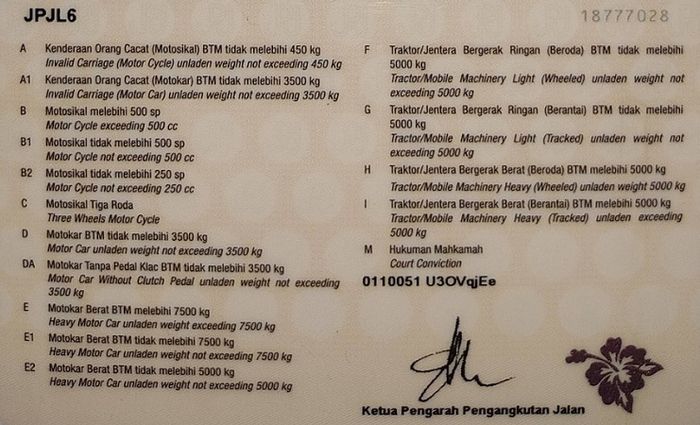 JPJL6
18777028
A Kenderaan Orang Cacat (Motosikal) BTM tidak melebihi 450 kg
Invalid Carriage (Motor Cycle) unladen weight not exceeding 450 kg
A1 Kenderaan Orang Cacat (Motokar) BTM tidak melebihi 3500 kg
Invalid Carriage (Motor Car) unladen weight not exceeding 3500 kg
B Motosikal melebihi 500 sp
Motor Cycle exceeding 500 cc
B1 Motosikal tidak melebihi 500 sp
Motor Cycle not exceeding 500 cc
B2 Motosikal tidak melebihi 250 sp
Motor Cycle not exceeding 250 cc
C Motosikal Tiga Roda
Three Wheels Motor Cycle
D Motokar BTM tidak melebihi 3500 kg
Motor Car unladen weight not exceeding 3500 kg
DA Motokar Tanpa Pedal Klac BTM tidak melebihi 3500 kg
Motor Car Without Clutch Pedal unladen weight not exceeding
3500 kg
E Motokar Berat BTM melebihi 7500 kg
Heavy Motor Car unladen weight exceeding 7500 kg
E1 Motokar Berat BTM tidak melebihi 7500 kg
Heavy Motor Car unladen weight not exceeding 7500 kg
E2 Motokar Berat BTM tidak melebihi 5000 kg
Heavy Motor Car unladen weight not exceeding 5000 kg
F Traktor/Jentera Bergerak Ringan (Beroda) BTM tidak melebihi
5000 kg
Tractor/Mobile Machinery Light (Wheeled) unladen weight not
exceeding 5000 kg
G Traktor/Jentera Bergerak Ringan (Berantai) BTM tidak melebihi
5000 kg
Tractor/Mobile Machinery Light (Tracked) unladen weight not
exceeding 5000 kg
H Traktor/Jentera Bergerak Berat (Beroda) BTM melebihi 5000 kg
Tractor/Mobile Machinery Heavy (Wheeled) unladen weight 5000 kg
I Traktor/Jentera Bergerak Berat (Berantai) BTM melebihi 5000 kg
Tractor/Mobile Machinery Heavy (Tracked) unladen exceeding
5000 kg
M Hukuman Mahkamah
Court Conviction
0110051 U3OVqjEe
Ketua Pengarah Pengangkutan Jalan